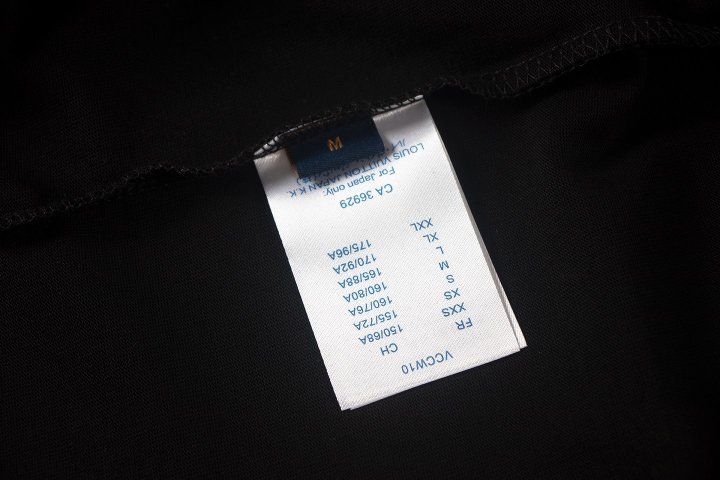 VCCW10
FR CH
XXS 150/68A
XS 155/72A
S 160/76A
M 160/80A
L 165/88A
XL 170/92A
XXL 175/96A
CA 36929
For Japan only:
LOUIS VUITTON JAPAN K.K.
M